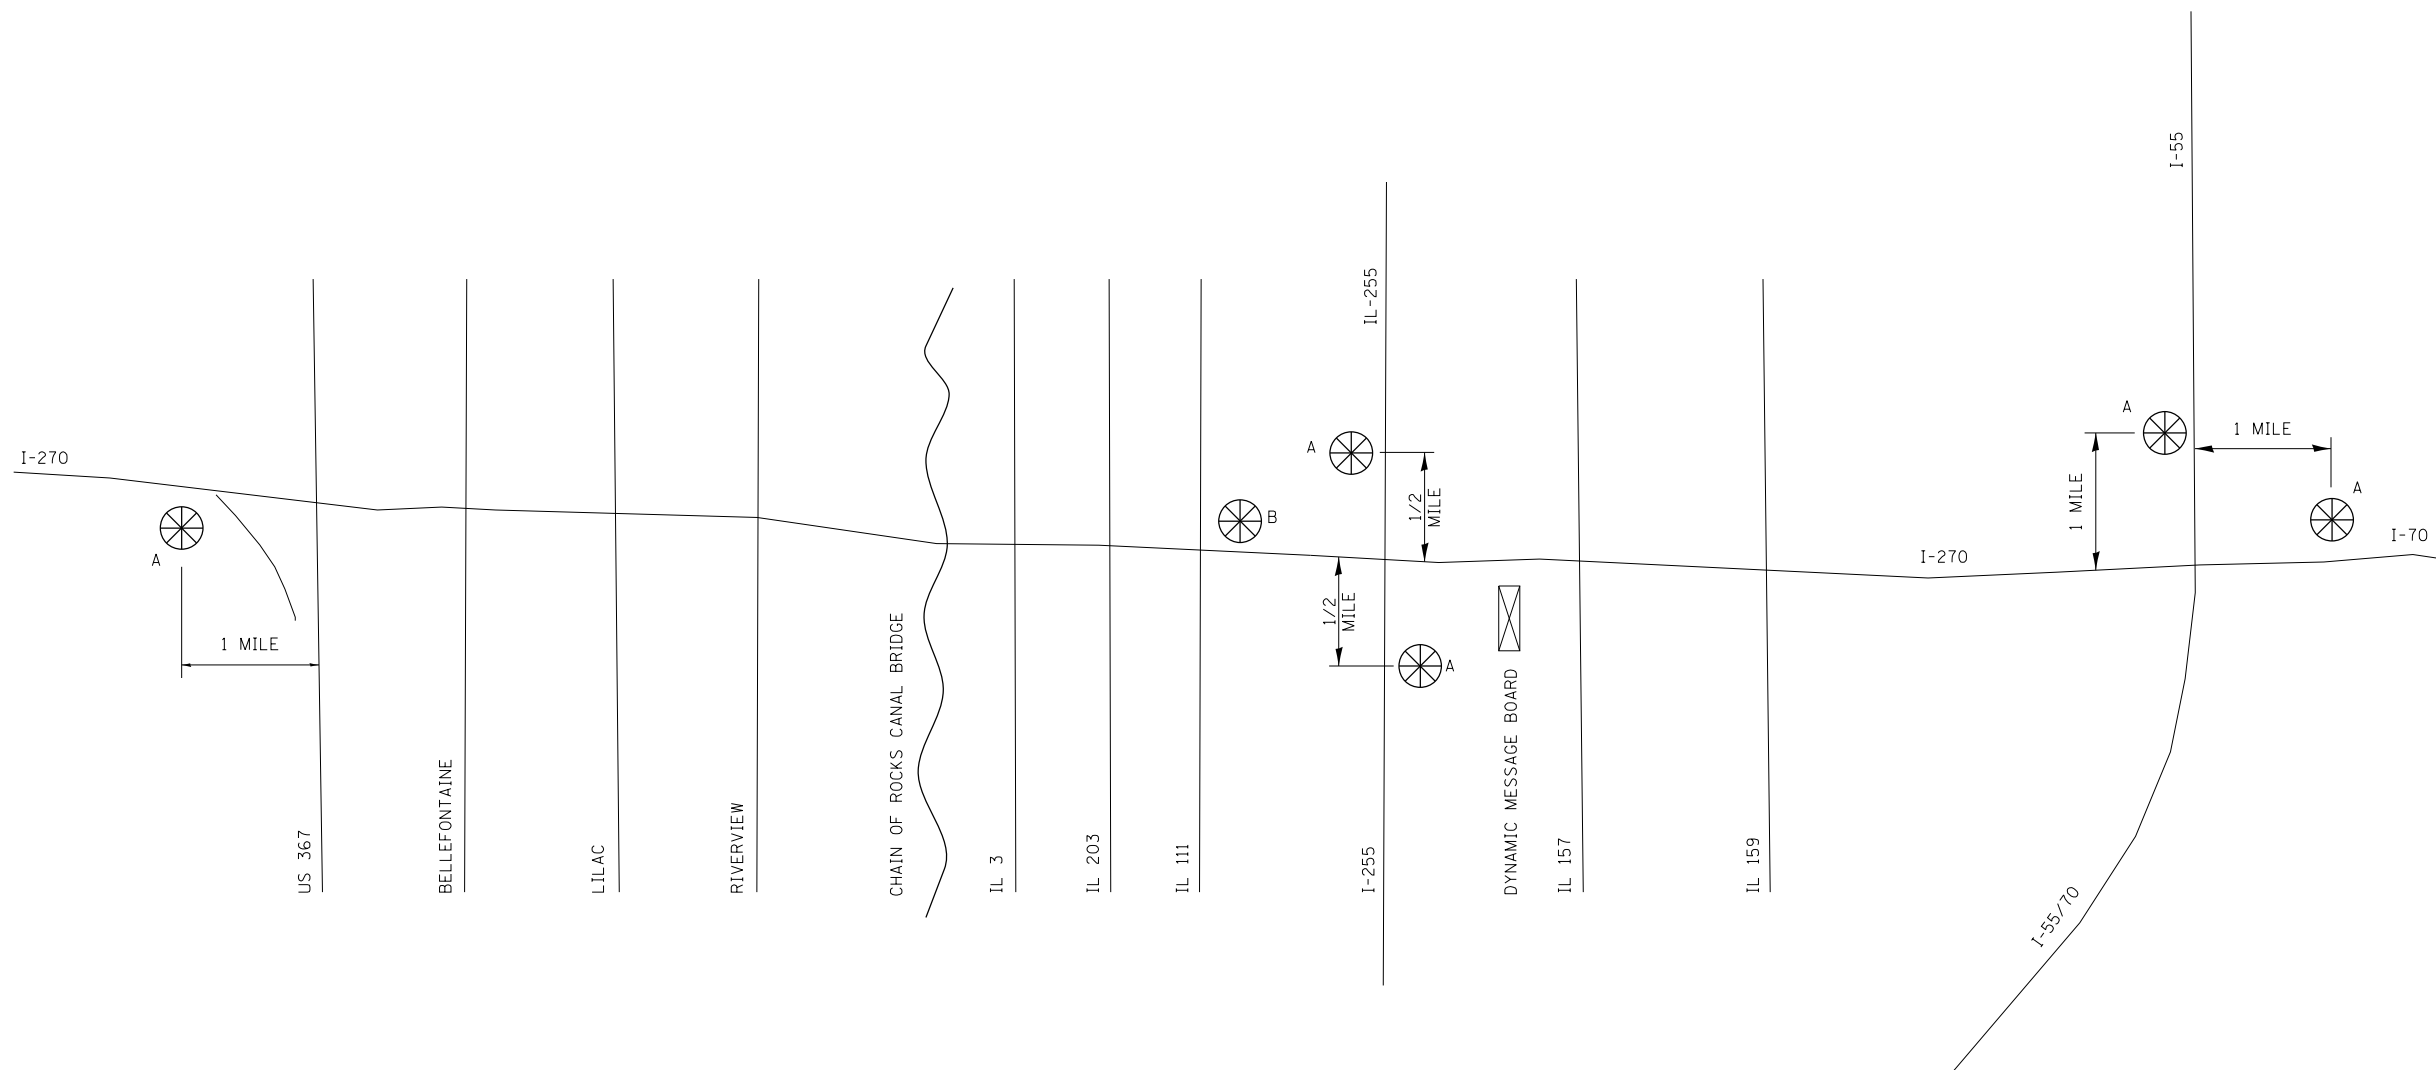 I-55
IL-255
I-270
A
1 MILE
A
1 MILE
A
1/2
MILE
A
1 MILE
A
B
I-270
I-70
1/2
MILE
A
CHAIN OF ROCKS CANAL BRIDGE
DYNAMIC MESSAGE BOARD
US 367
BELLEFONTAINE
LILAC
RIVERVIEW
IL 3
IL 203
IL 111
I-255
IL 157
IL 159
I-55/70